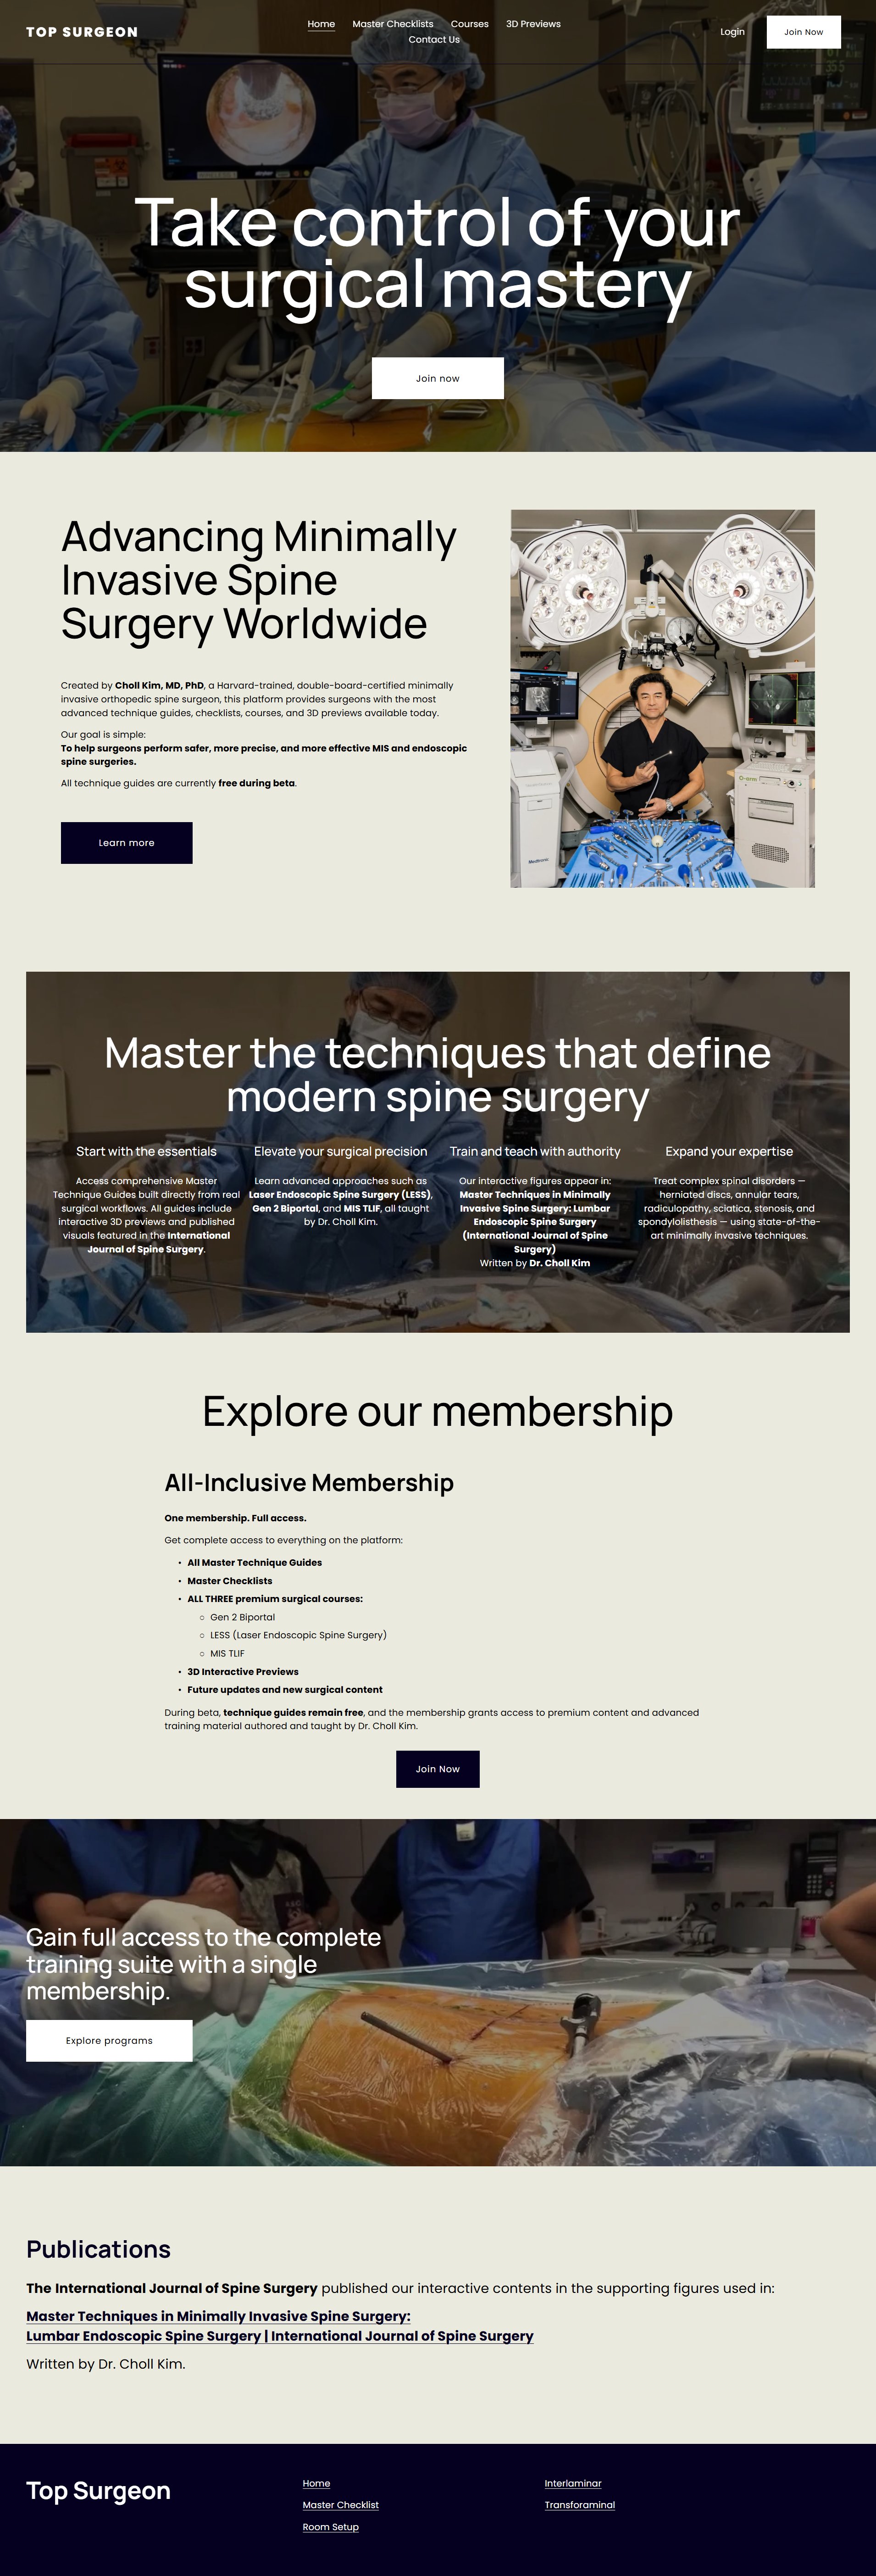 TOP SURGEON
Home Master Checklists Courses 3D Previews
Contact Us
Login
Join Now
Take control of your
surgical mastery
Join now
Advancing Minimally
Invasive Spine
Surgery Worldwide
Created by Choll Kim, MD, PhD, a Harvard-trained, double-board-certified minimally
invasive orthopedic spine surgeon, this platform provides surgeons with the most
advanced technique guides, checklists, courses, and 3D previews available today.
Our goal is simple:
To help surgeons perform safer, more precise, and more effective MIS and endoscopic
spine surgeries.
All technique guides are currently free during beta.
Learn more
Medtronic
Master the techniques that define
modern spine surgery
Start with the essentials
Access comprehensive Master
Technique Guides built directly from real
surgical workflows. All guides include
interactive 3D previews and published
visuals featured in the International
Journal of Spine Surgery.
Elevate your surgical precision
Learn advanced approaches such as
Laser Endoscopic Spine Surgery (LESS),
Gen 2 Biportal, and MIS TLIF, all taught
by Dr. Choll Kim.
Train and teach with authority
Our interactive figures appear in:
Master Techniques in Minimally
Invasive Spine Surgery: Lumbar
Endoscopic Spine Surgery
(International Journal of Spine
Surgery)
Written by Dr. Choll Kim
Expand your expertise
Treat complex spinal disorders —
herniated discs, annular tears,
radiculopathy, sciatica, stenosis, and
spondylolisthesis — using state-of-the-
art minimally invasive techniques.
Explore our membership
All-Inclusive Membership
One membership. Full access.
Get complete access to everything on the platform:
• All Master Technique Guides
• Master Checklists
• ALL THREE premium surgical courses:
○ Gen 2 Biportal
○ LESS (Laser Endoscopic Spine Surgery)
○ MIS TLIF
• 3D Interactive Previews
• Future updates and new surgical content
During beta, technique guides remain free, and the membership grants access to premium content and advanced
training material authored and taught by Dr. Choll Kim.
Join Now
Gain full access to the complete
training suite with a single
membership.
Explore programs
Publications
The International Journal of Spine Surgery published our interactive contents in the supporting figures used in:
Master Techniques in Minimally Invasive Spine Surgery:
Lumbar Endoscopic Spine Surgery | International Journal of Spine Surgery
Written by Dr. Choll Kim.
Top Surgeon
Home
Master Checklist
Room Setup
Interlaminar
Transforaminal